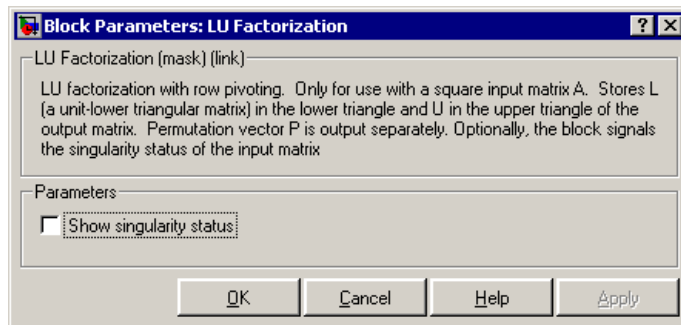 Block Parameters: LU Factorization
LU Factorization (mask) (link)
LU factorization with row pivoting. Only for use with a square input matrix A. Stores L
(a unit-lower triangular matrix) in the lower triangle and U in the upper triangle of the
output matrix. Permutation vector P is output separately. Optionally, the block signals
the singularity status of the input matrix
Parameters
Show singularity status
OK Cancel Help Apply